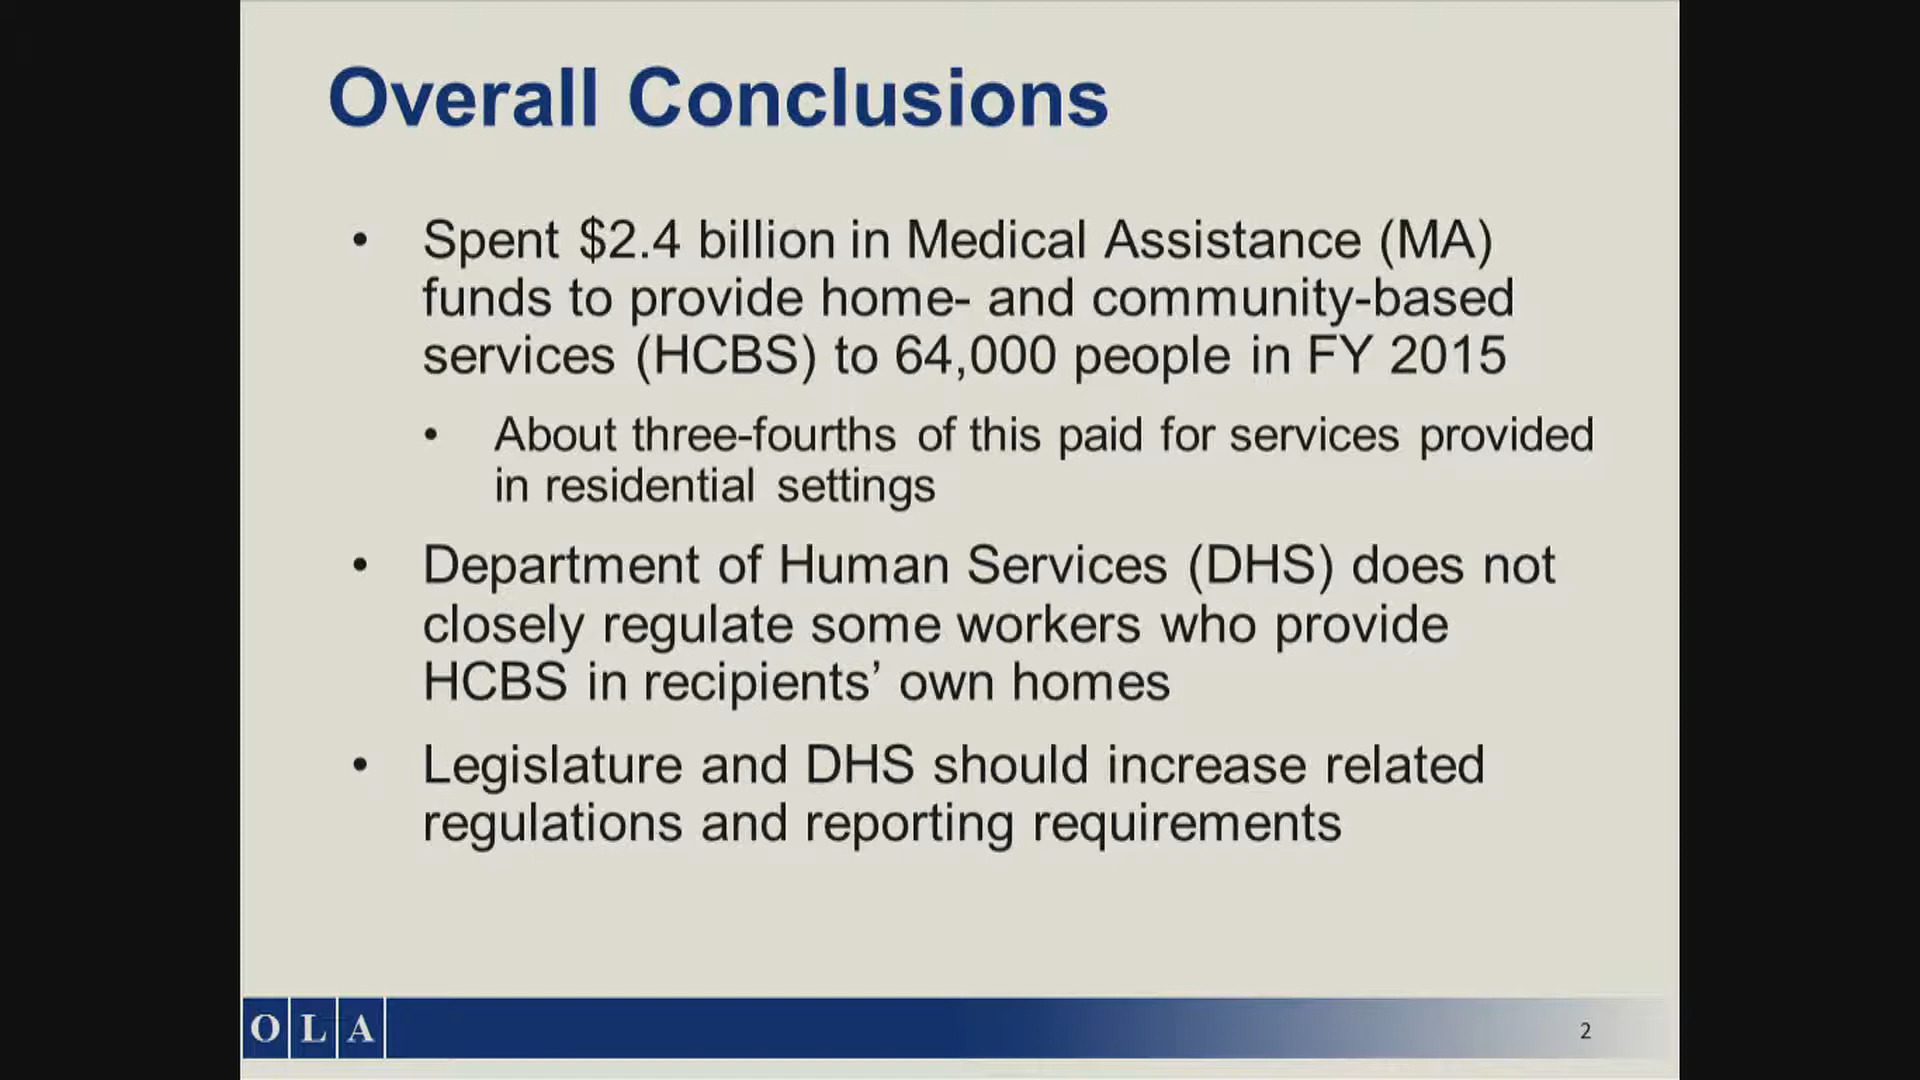 Overall Conclusions
• Spent $2.4 billion in Medical Assistance (MA)
funds to provide home- and community-based
services (HCBS) to 64,000 people in FY 2015
• About three-fourths of this paid for services provided
in residential settings
• Department of Human Services (DHS) does not
closely regulate some workers who provide
HCBS in recipients’ own homes
• Legislature and DHS should increase related
regulations and reporting requirements
O L A
2